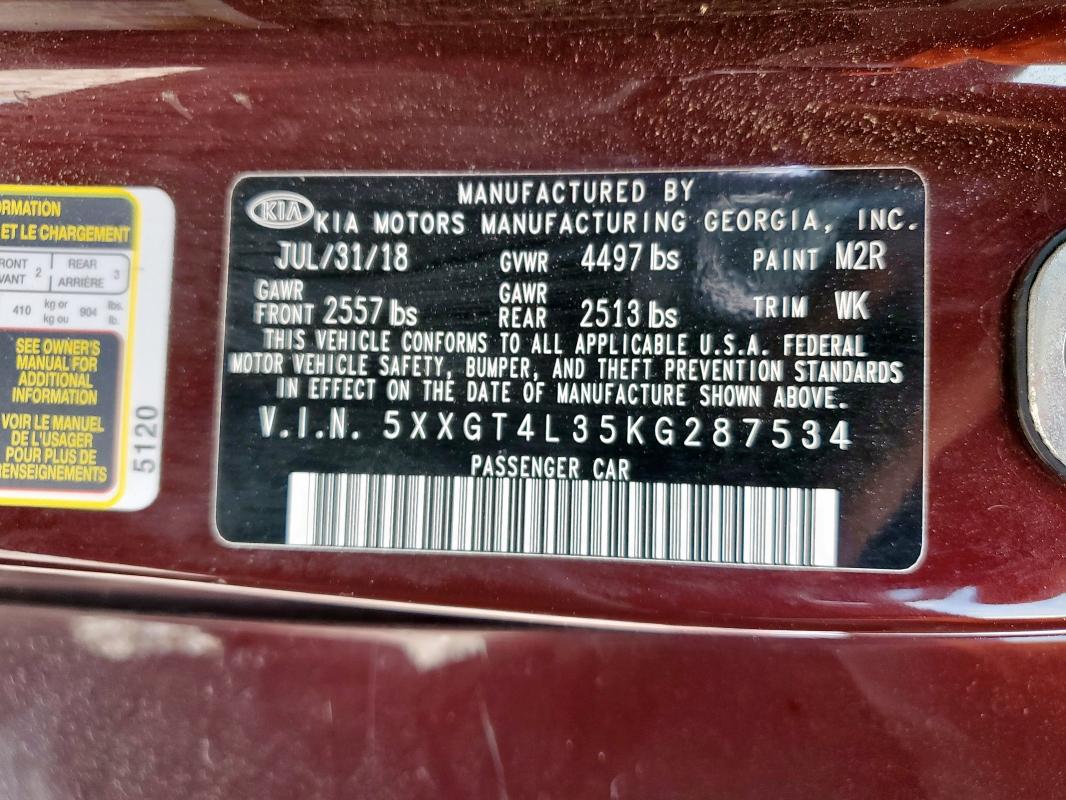 RMATION
ET LE CHARGEMENT
RONT 2 REAR 3
VANT ARRIÈRE
410 kg or 904 lbs.
kg ou lb.
SEE OWNER'S
MANUAL FOR
ADDITIONAL
INFORMATION
VOIR LE MANUEL
DE L'USAGER
POUR PLUS DE
RENSEIGNEMENTS
5120
MANUFACTURED BY
KIA KIA MOTORS MANUFACTURING GEORGIA, INC.
JUL/31/18 GVWR 4497 lbs PAINT M2R
GAWR FRONT 2557 lbs GAWR REAR 2513 lbs TRIM WK
THIS VEHICLE CONFORMS TO ALL APPLICABLE U.S.A. FEDERAL
MOTOR VEHICLE SAFETY, BUMPER, AND THEFT PREVENTION STANDARDS
IN EFFECT ON THE DATE OF MANUFACTURE SHOWN ABOVE.
V.I.N. 5XXGT4L35KG287534
PASSENGER CAR